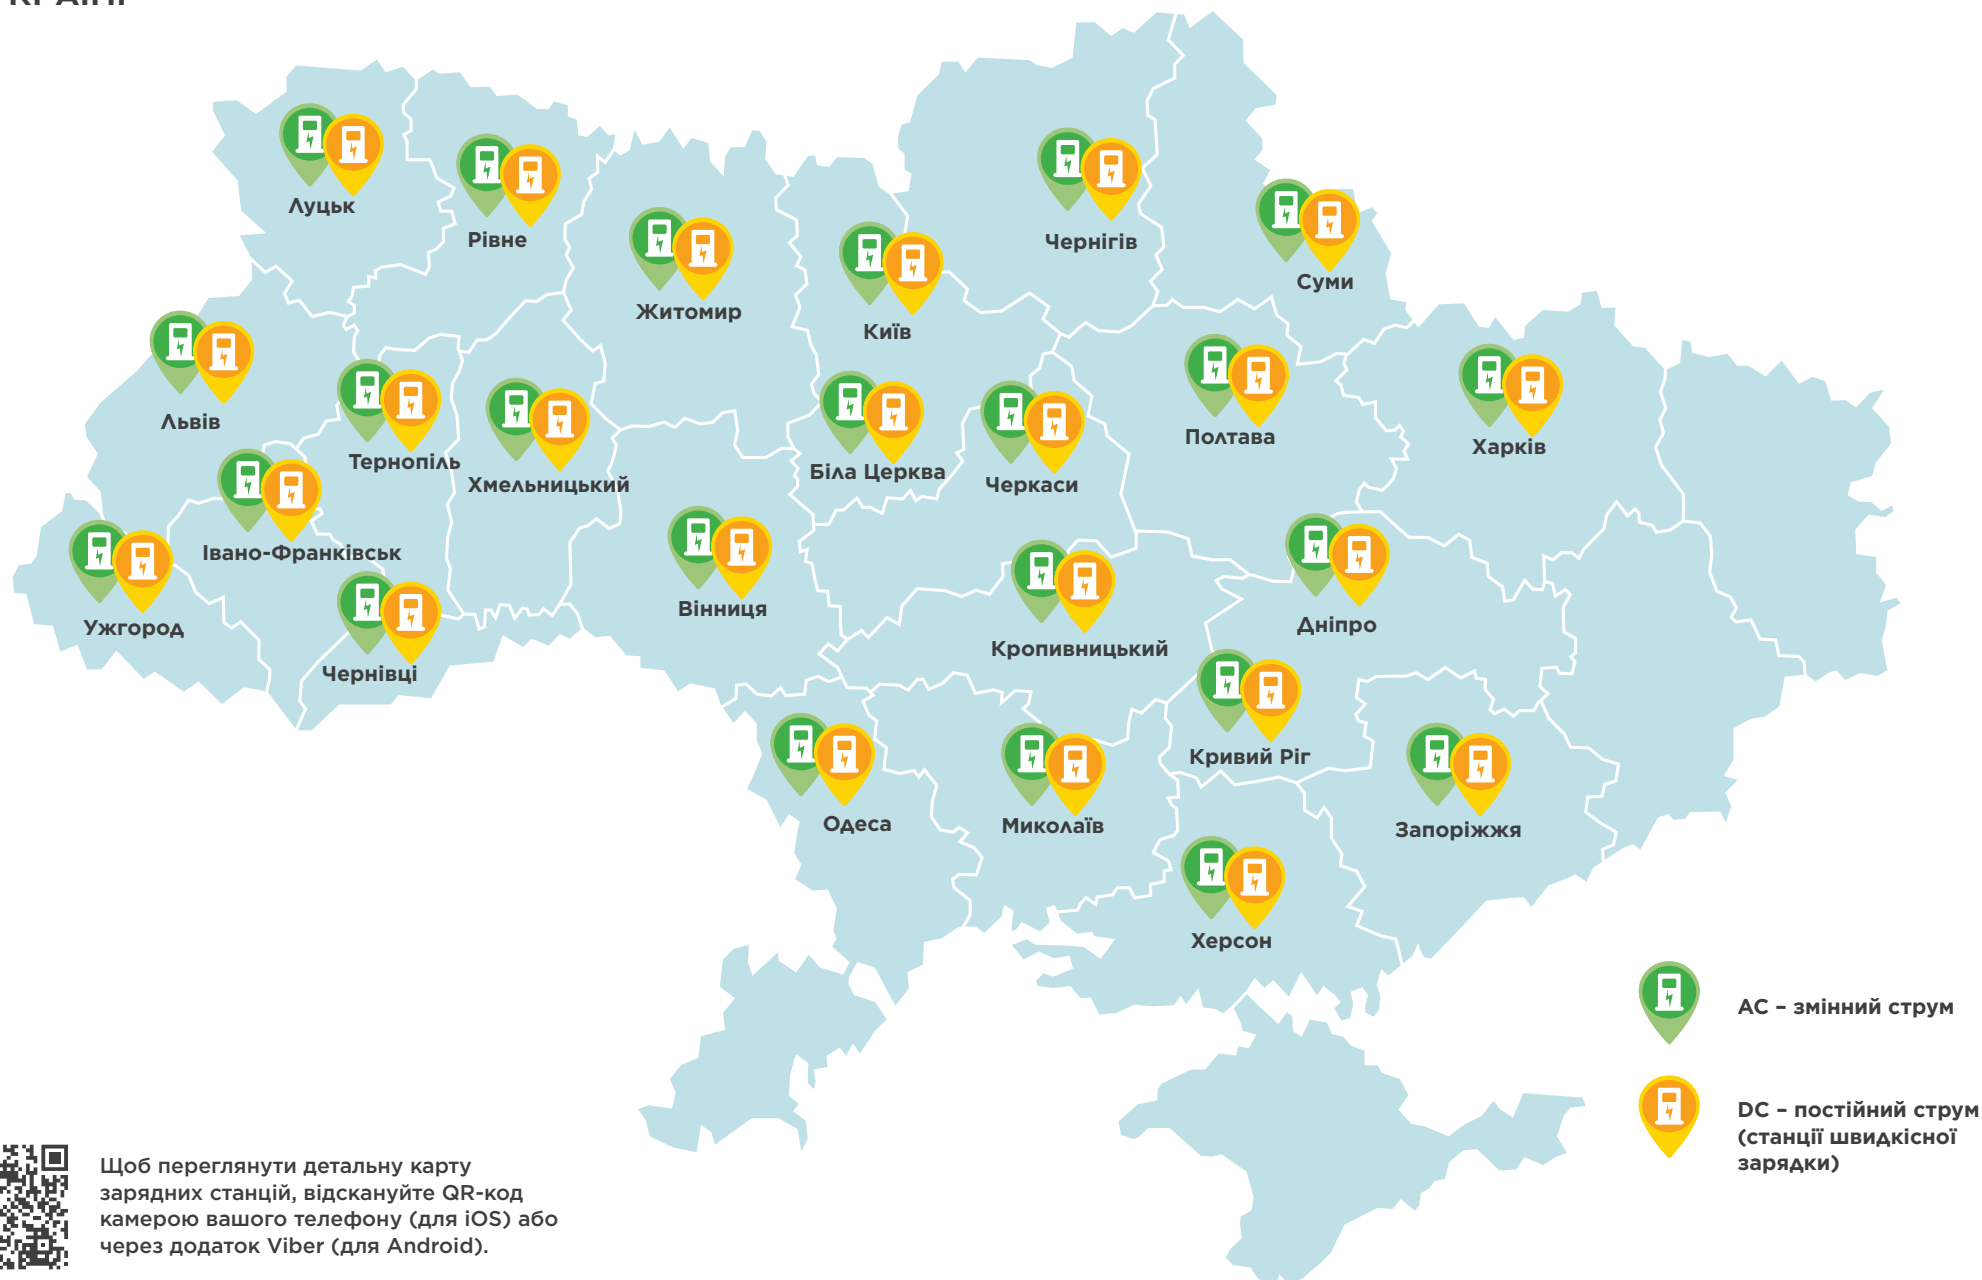 Луцьк
Рівне
Чернігів
Суми
Житомир
Київ
Львів
Тернопіль
Хмельницький
Біла Церква
Черкаси
Полтава
Харків
Івано-Франківськ
Ужгород
Чернівці
Вінниця
Кропивницький
Дніпро
Кривий Ріг
Одеса
Миколаїв
Запоріжжя
Херсон
AC – змінний струм
DC – постійний струм
(станції швидкісної
зарядки)
Щоб переглянути детальну карту
зарядних станцій, відскануйте QR-код
камерою вашого телефону (для iOS) або
через додаток Viber (для Android).